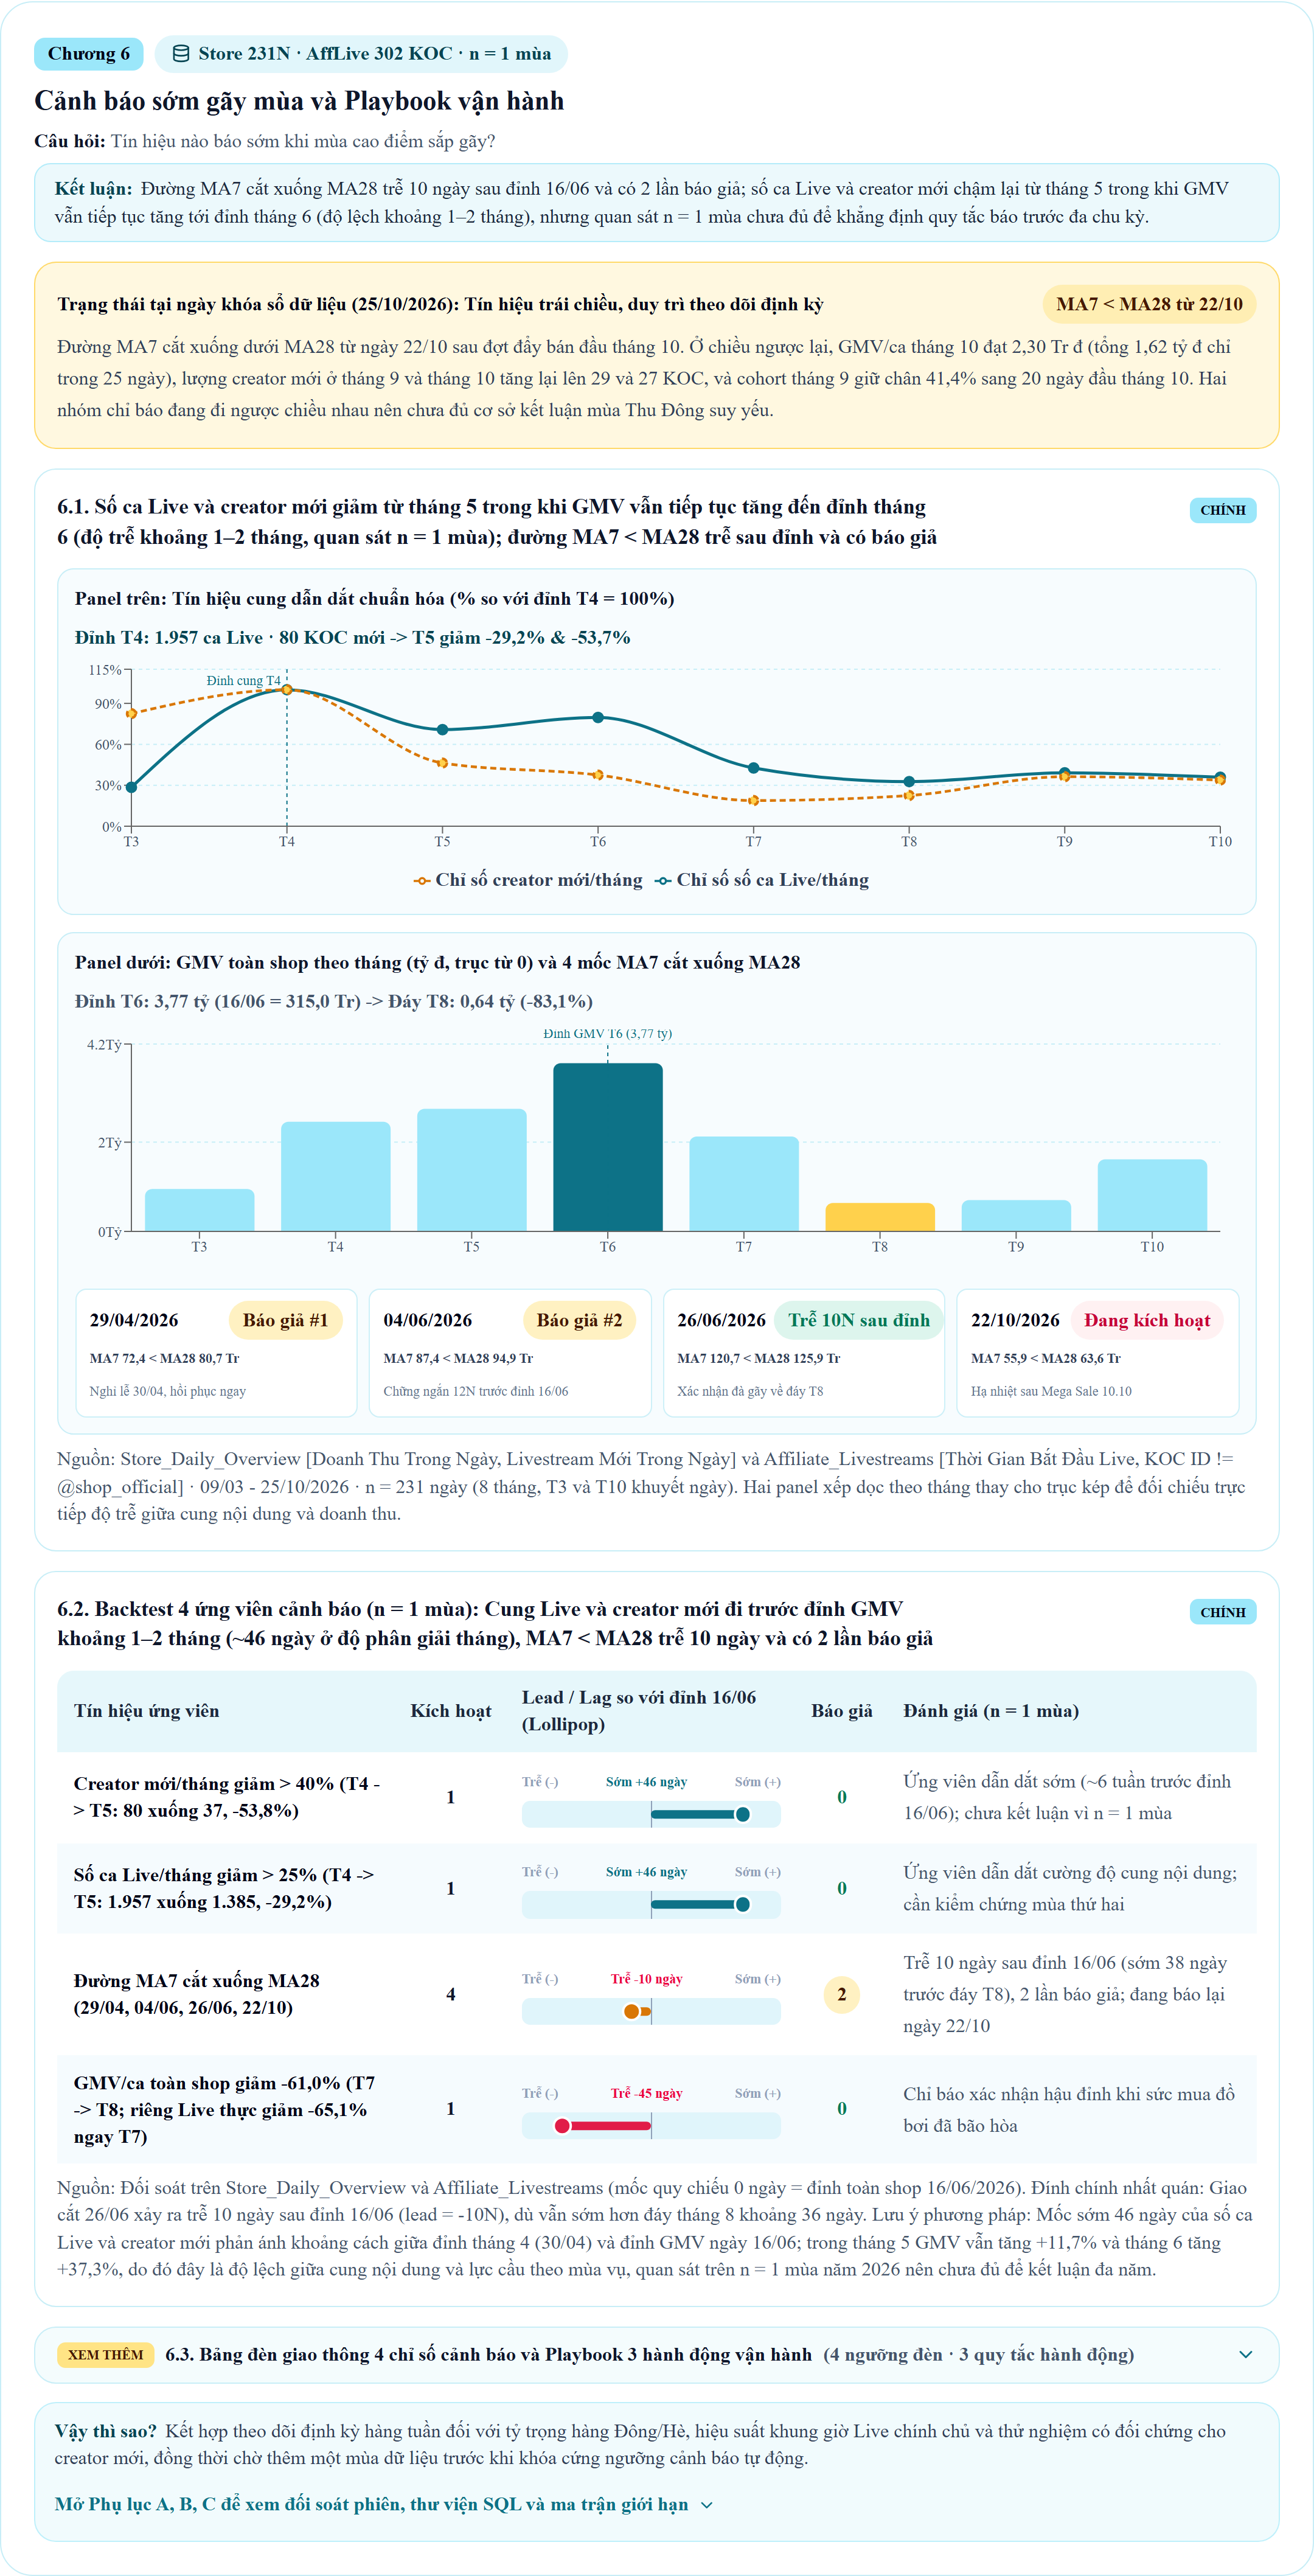 Chương 6
Store 231N · AffLive 302 KOC · n = 1 mùa
Cảnh báo sớm gãy mùa và Playbook vận hành
Câu hỏi: Tín hiệu nào báo sớm khi mùa cao điểm sắp gãy?
Kết luận: Đường MA7 cắt xuống MA28 trễ 10 ngày sau đỉnh 16/06 và có 2 lần báo giả; số ca Live và creator mới chậm lại từ tháng 5 trong khi GMV
vẫn tiếp tục tăng tới đỉnh tháng 6 (độ lệch khoảng 1–2 tháng), nhưng quan sát n = 1 mùa chưa đủ để khẳng định quy tắc báo trước đa chu kỳ.
Trạng thái tại ngày khóa sổ dữ liệu (25/10/2026): Tín hiệu trái chiều, duy trì theo dõi định kỳ
MA7 < MA28 từ 22/10
Đường MA7 cắt xuống dưới MA28 từ ngày 22/10 sau đợt đẩy bán đầu tháng 10. Ở chiều ngược lại, GMV/ca tháng 10 đạt 2,30 Tr đ (tổng 1,62 tỷ đ chỉ
trong 25 ngày), lượng creator mới ở tháng 9 và tháng 10 tăng lại lên 29 và 27 KOC, và cohort tháng 9 giữ chân 41,4% sang 20 ngày đầu tháng 10. Hai
nhóm chỉ báo đang đi ngược chiều nhau nên chưa đủ cơ sở kết luận mùa Thu Đông suy yếu.
6.1. Số ca Live và creator mới giảm từ tháng 5 trong khi GMV vẫn tiếp tục tăng đến đỉnh tháng
6 (độ trễ khoảng 1–2 tháng, quan sát n = 1 mùa); đường MA7 < MA28 trễ sau đỉnh và có báo giả
CHÍNH
Panel trên: Tín hiệu cung dẫn dắt chuẩn hóa (% so với đỉnh T4 = 100%)
Đỉnh T4: 1.957 ca Live · 80 KOC mới -> T5 giảm -29,2% & -53,7%
115%
Đỉnh cung T4
90%
60%
30%
0%
T3 T4 T5 T6 T7 T8 T9 T10
Chỉ số creator mới/tháng Chỉ số số ca Live/tháng
Panel dưới: GMV toàn shop theo tháng (tỷ đ, trục từ 0) và 4 mốc MA7 cắt xuống MA28
Đỉnh T6: 3,77 tỷ (16/06 = 315,0 Tr) -> Đáy T8: 0,64 tỷ (-83,1%)
Đỉnh GMV T6 (3,77 tỷ)
4.2Tỷ
2Tỷ
0Tỷ
T3 T4 T5 T6 T7 T8 T9 T10
29/04/2026 Báo giả #1
MA7 72,4 < MA28 80,7 Tr
Nghỉ lễ 30/04, hồi phục ngay
04/06/2026 Báo giả #2
MA7 87,4 < MA28 94,9 Tr
Chững ngắn 12N trước đỉnh 16/06
26/06/2026 Trễ 10N sau đỉnh
MA7 120,7 < MA28 125,9 Tr
Xác nhận đà gãy về đáy T8
22/10/2026 Đang kích hoạt
MA7 55,9 < MA28 63,6 Tr
Hạ nhiệt sau Mega Sale 10.10
Nguồn: Store_Daily_Overview [Doanh Thu Trong Ngày, Livestream Mới Trong Ngày] và Affiliate_Livestreams [Thời Gian Bắt Đầu Live, KOC ID !=
@shop_official] · 09/03 - 25/10/2026 · n = 231 ngày (8 tháng, T3 và T10 khuyết ngày). Hai panel xếp dọc theo tháng thay cho trục kép để đối chiếu trực
tiếp độ trễ giữa cung nội dung và doanh thu.
6.2. Backtest 4 ứng viên cảnh báo (n = 1 mùa): Cung Live và creator mới đi trước đỉnh GMV
khoảng 1–2 tháng (~46 ngày ở độ phân giải tháng), MA7 < MA28 trễ 10 ngày và có 2 lần báo giả
CHÍNH
Tín hiệu ứng viên
Kích hoạt
Lead / Lag so với đỉnh 16/06
(Lollipop)
Báo giả
Đánh giá (n = 1 mùa)
Creator mới/tháng giảm > 40% (T4 -
> T5: 80 xuống 37, -53,8%)
1
Trễ (-) Sớm +46 ngày Sớm (+)
0
Ứng viên dẫn dắt sớm (~6 tuần trước đỉnh
16/06); chưa kết luận vì n = 1 mùa
Số ca Live/tháng giảm > 25% (T4 ->
T5: 1.957 xuống 1.385, -29,2%)
1
Trễ (-) Sớm +46 ngày Sớm (+)
0
Ứng viên dẫn dắt cường độ cung nội dung;
cần kiểm chứng mùa thứ hai
Đường MA7 cắt xuống MA28
(29/04, 04/06, 26/06, 22/10)
4
Trễ (-) Trễ -10 ngày Sớm (+)
2
Trễ 10 ngày sau đỉnh 16/06 (sớm 38 ngày
trước đáy T8), 2 lần báo giả; đang báo lại
ngày 22/10
GMV/ca toàn shop giảm -61,0% (T7
-> T8; riêng Live thực giảm -65,1%
ngay T7)
1
Trễ (-) Trễ -45 ngày Sớm (+)
0
Chỉ báo xác nhận hậu đỉnh khi sức mua đồ
bơi đã bão hòa
Nguồn: Đối soát trên Store_Daily_Overview và Affiliate_Livestreams (mốc quy chiếu 0 ngày = đỉnh toàn shop 16/06/2026). Đính chính nhất quán: Giao
cắt 26/06 xảy ra trễ 10 ngày sau đỉnh 16/06 (lead = -10N), dù vẫn sớm hơn đáy tháng 8 khoảng 36 ngày. Lưu ý phương pháp: Mốc sớm 46 ngày của số ca
Live và creator mới phản ánh khoảng cách giữa đỉnh tháng 4 (30/04) và đỉnh GMV ngày 16/06; trong tháng 5 GMV vẫn tăng +11,7% và tháng 6 tăng
+37,3%, do đó đây là độ lệch giữa cung nội dung và lực cầu theo mùa vụ, quan sát trên n = 1 mùa năm 2026 nên chưa đủ để kết luận đa năm.
XEM THÊM 6.3. Bảng đèn giao thông 4 chỉ số cảnh báo và Playbook 3 hành động vận hành (4 ngưỡng đèn · 3 quy tắc hành động)
Vậy thì sao? Kết hợp theo dõi định kỳ hàng tuần đối với tỷ trọng hàng Đông/Hè, hiệu suất khung giờ Live chính chủ và thử nghiệm có đối chứng cho
creator mới, đồng thời chờ thêm một mùa dữ liệu trước khi khóa cứng ngưỡng cảnh báo tự động.
Mở Phụ lục A, B, C để xem đối soát phiên, thư viện SQL và ma trận giới hạn